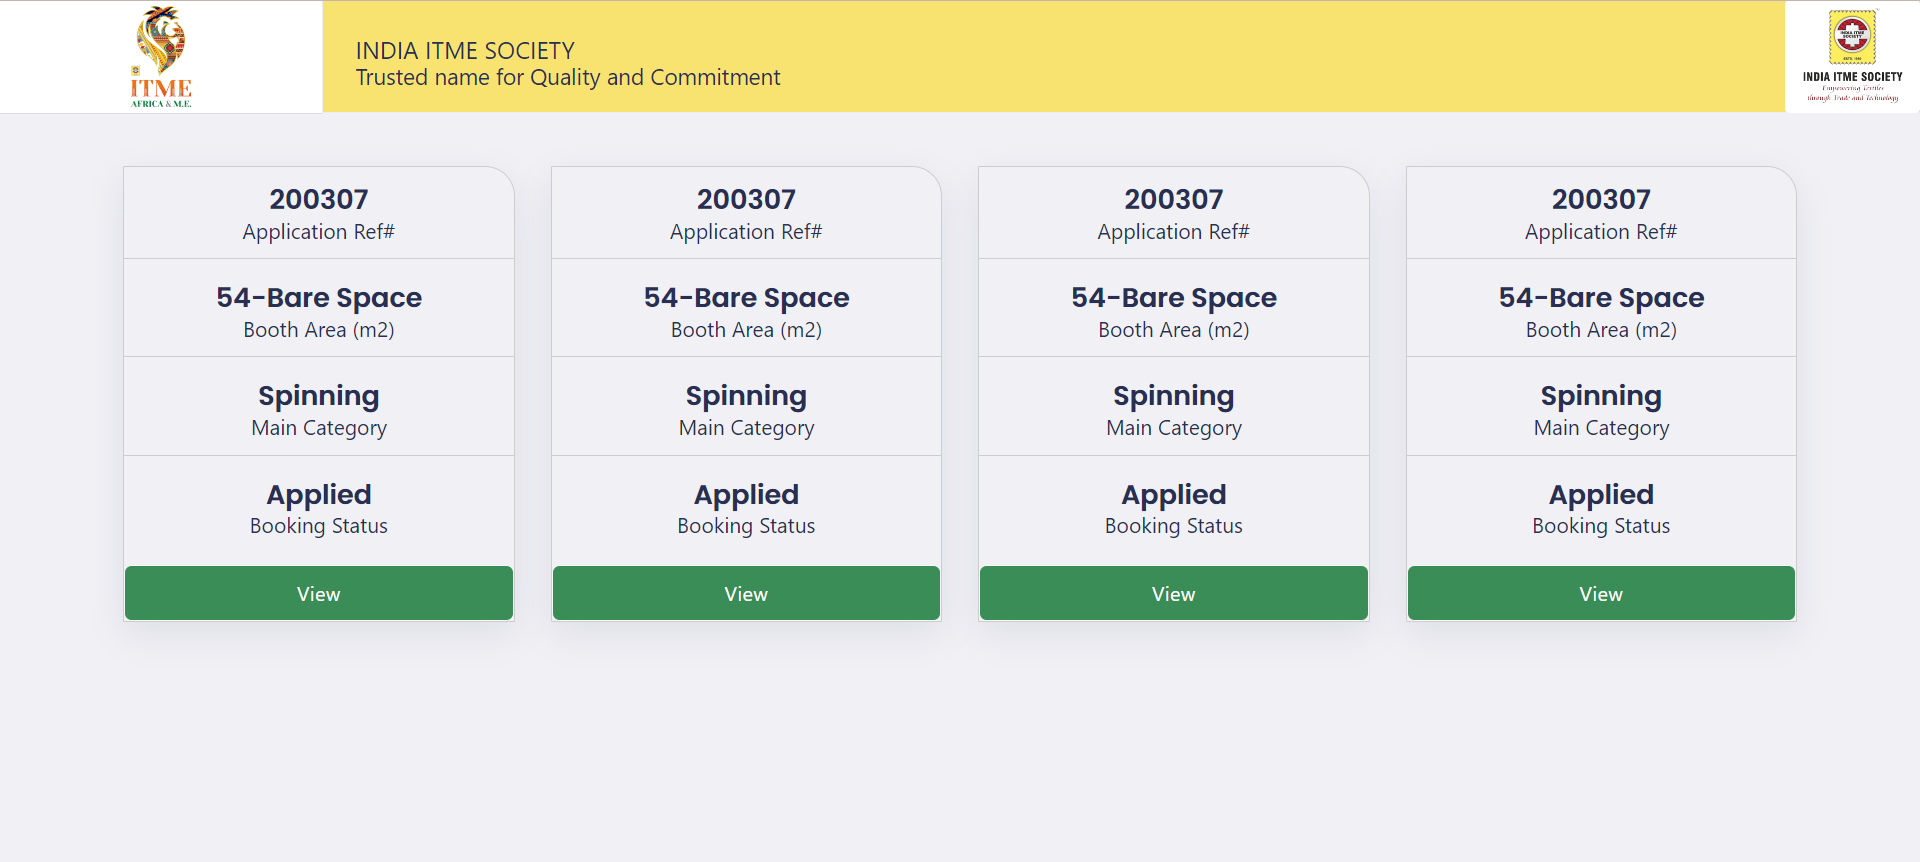 ITME
AFRICA & M.E.
INDIA ITME SOCIETY
Trusted name for Quality and Commitment
INDIA ITME SOCIETY
INDIA ITME SOCIETY
Empowering Textiles
through Trade and Technology
200307
Application Ref#
54-Bare Space
Booth Area (m2)
Spinning
Main Category
Applied
Booking Status
View
200307
Application Ref#
54-Bare Space
Booth Area (m2)
Spinning
Main Category
Applied
Booking Status
View
200307
Application Ref#
54-Bare Space
Booth Area (m2)
Spinning
Main Category
Applied
Booking Status
View
200307
Application Ref#
54-Bare Space
Booth Area (m2)
Spinning
Main Category
Applied
Booking Status
View